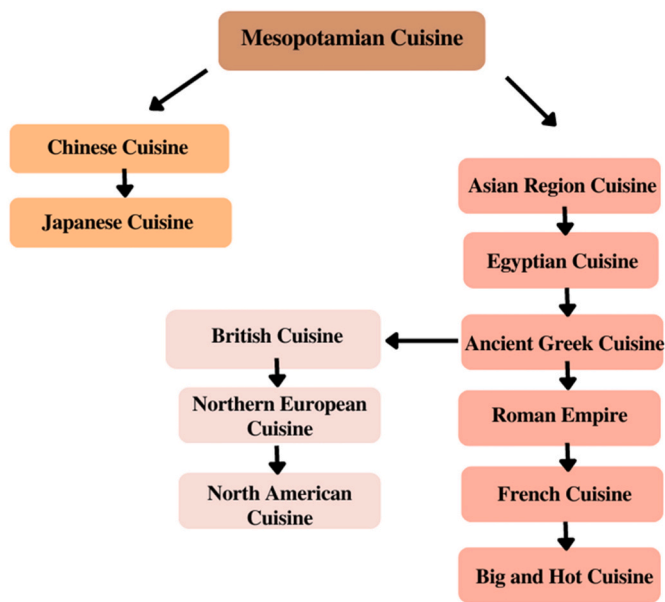 Mesopotamian Cuisine
Chinese Cuisine
Japanese Cuisine
Asian Region Cuisine
Egyptian Cuisine
Ancient Greek Cuisine
British Cuisine
Northern European
Cuisine
North American
Cuisine
Roman Empire
French Cuisine
Big and Hot Cuisine